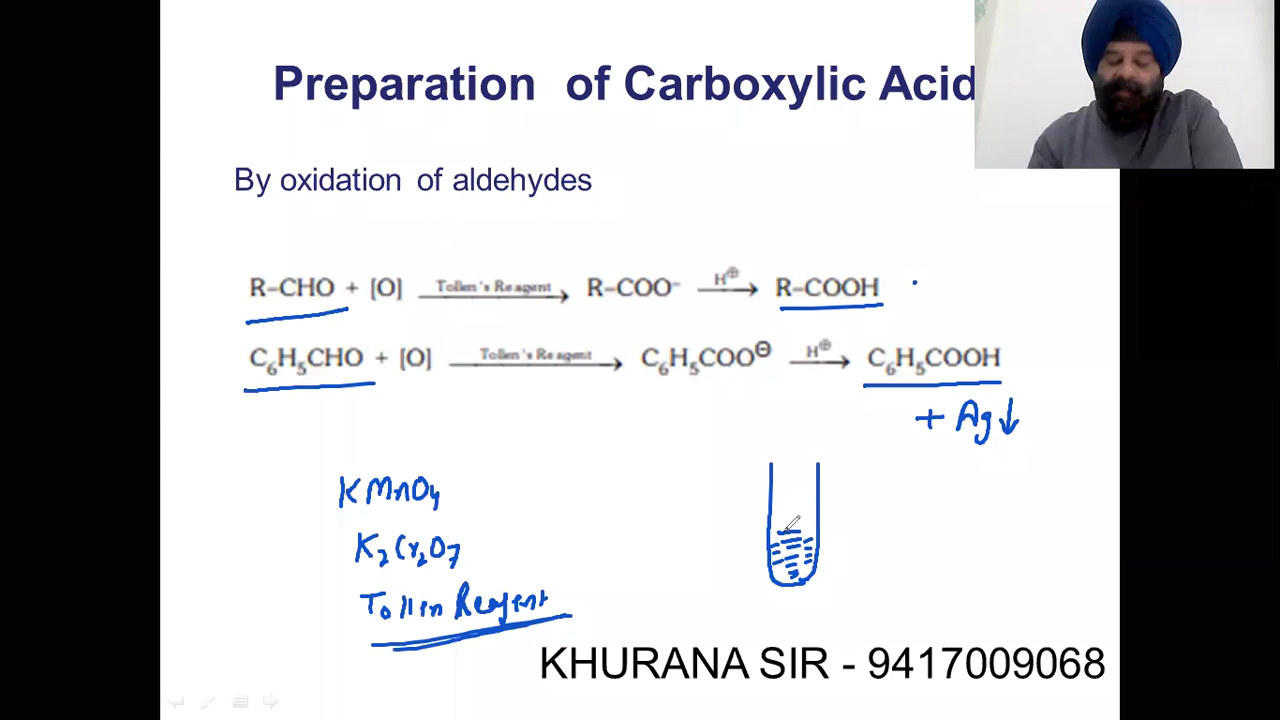 Preparation of Carboxylic Acid
By oxidation of aldehydes
R–CHO + [O] Tollen's Reagent → R–COO⁻ H⊕ → R–COOH
C₆H₅CHO + [O] Tollen's Reagent → C₆H₅COO⊖ H⊕ → C₆H₅COOH
+ Ag↓
KMnO₄
K₂Cr₂O₇
Tollen Reagent
KHURANA SIR - 9417009068